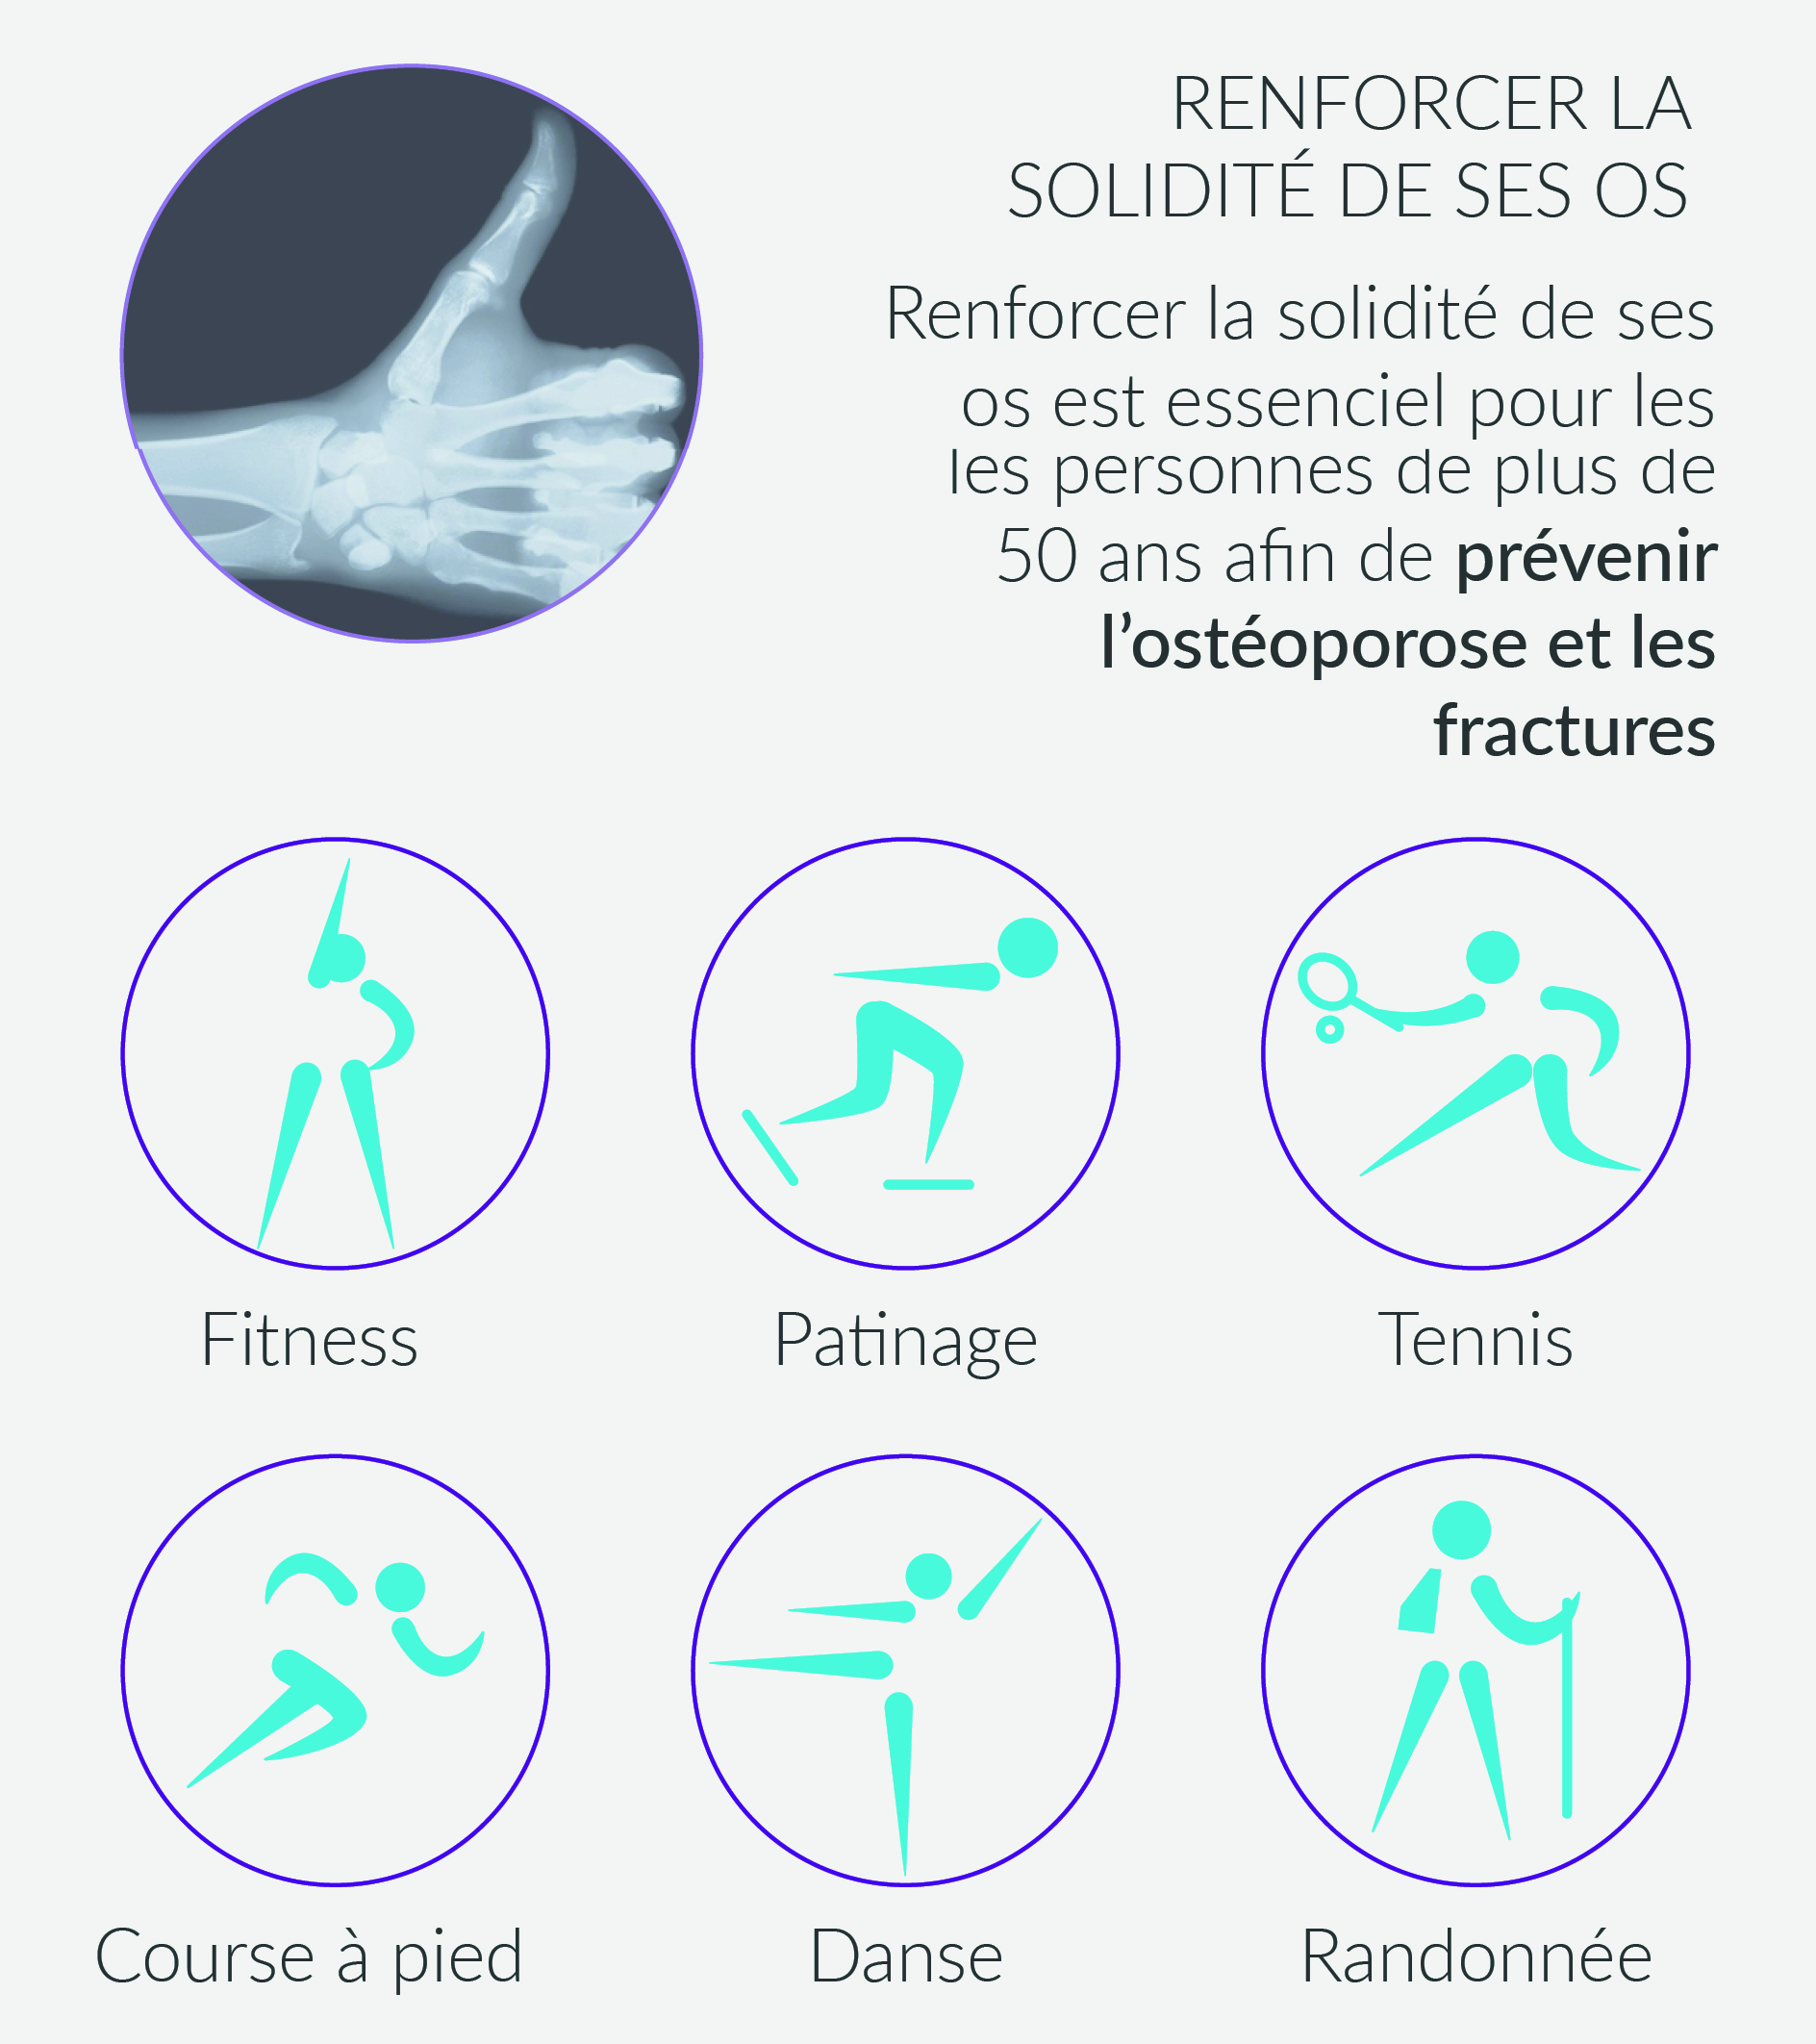 RENFORCER LA
SOLIDITÉ DE SES OS
Renforcer la solidité de ses
os est essenciel pour les
les personnes de plus de
50 ans afin de prévenir
l’ostéoporose et les
fractures
Fitness
Patinage
Tennis
Course à pied
Danse
Randonnée